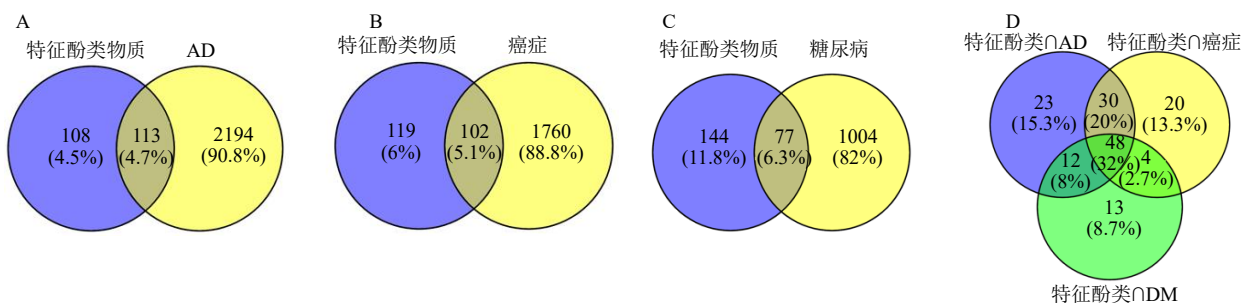 A
特征酚类物质
AD
108
(4.5%)
113
(4.7%)
2194
(90.8%)
B
特征酚类物质
癌症
119
(6%)
102
(5.1%)
1760
(88.8%)
C
特征酚类物质
糖尿病
144
(11.8%)
77
(6.3%)
1004
(82%)
D
特征酚类∩AD
特征酚类∩癌症
23
(15.3%)
30
(20%)
20
(13.3%)
48
(32%)
12
(8%)
4
(2.7%)
13
(8.7%)
特征酚类∩DM